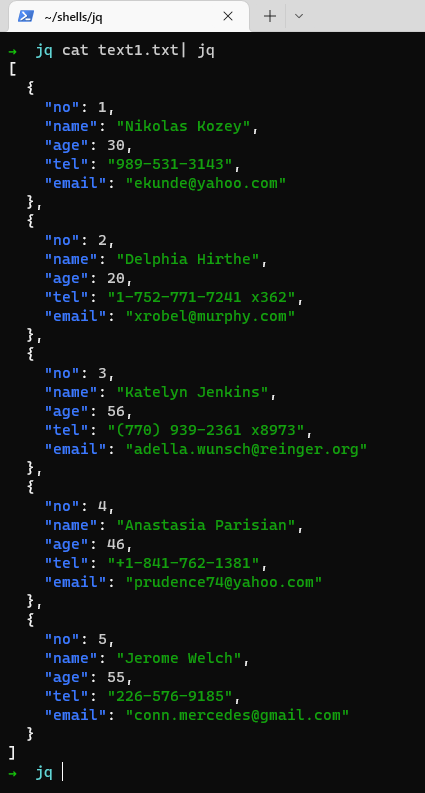 ~/shells/jq
→ jq cat text1.txt| jq
[
  {
    "no": 1,
    "name": "Nikolas Kozey",
    "age": 30,
    "tel": "989-531-3143",
    "email": "ekunde@yahoo.com"
  },
  {
    "no": 2,
    "name": "Delphia Hirthe",
    "age": 20,
    "tel": "1-752-771-7241 x362",
    "email": "xrobel@murphy.com"
  },
  {
    "no": 3,
    "name": "Katelyn Jenkins",
    "age": 56,
    "tel": "(770) 939-2361 x8973",
    "email": "adella.wunsch@reinger.org"
  },
  {
    "no": 4,
    "name": "Anastasia Parisian",
    "age": 46,
    "tel": "+1-841-762-1381",
    "email": "prudence74@yahoo.com"
  },
  {
    "no": 5,
    "name": "Jerome Welch",
    "age": 55,
    "tel": "226-576-9185",
    "email": "conn.mercedes@gmail.com"
  }
]
→ jq